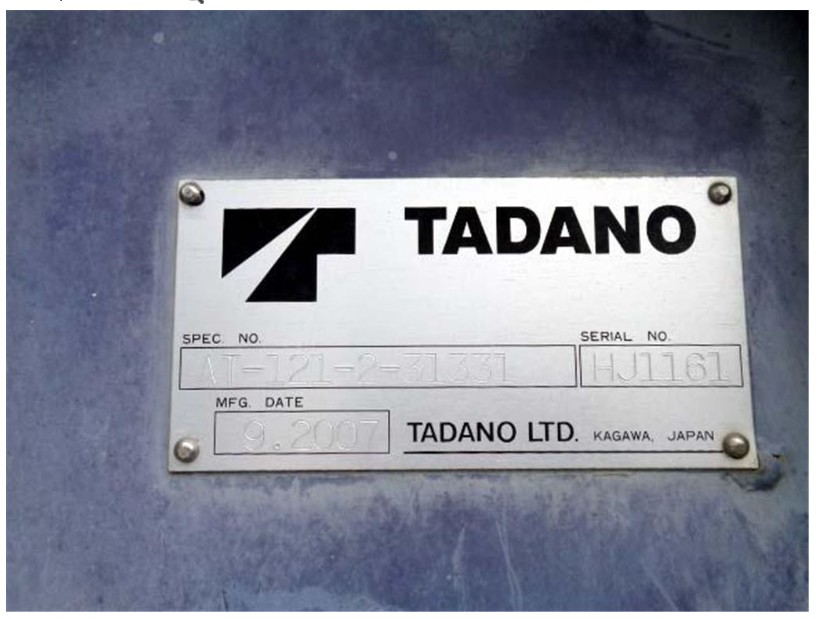 TADANO
SPEC. NO. SERIAL NO.
AT-121-2-31331 HJ1161
MFG. DATE
9.2007 TADANO LTD. KAGAWA, JAPAN